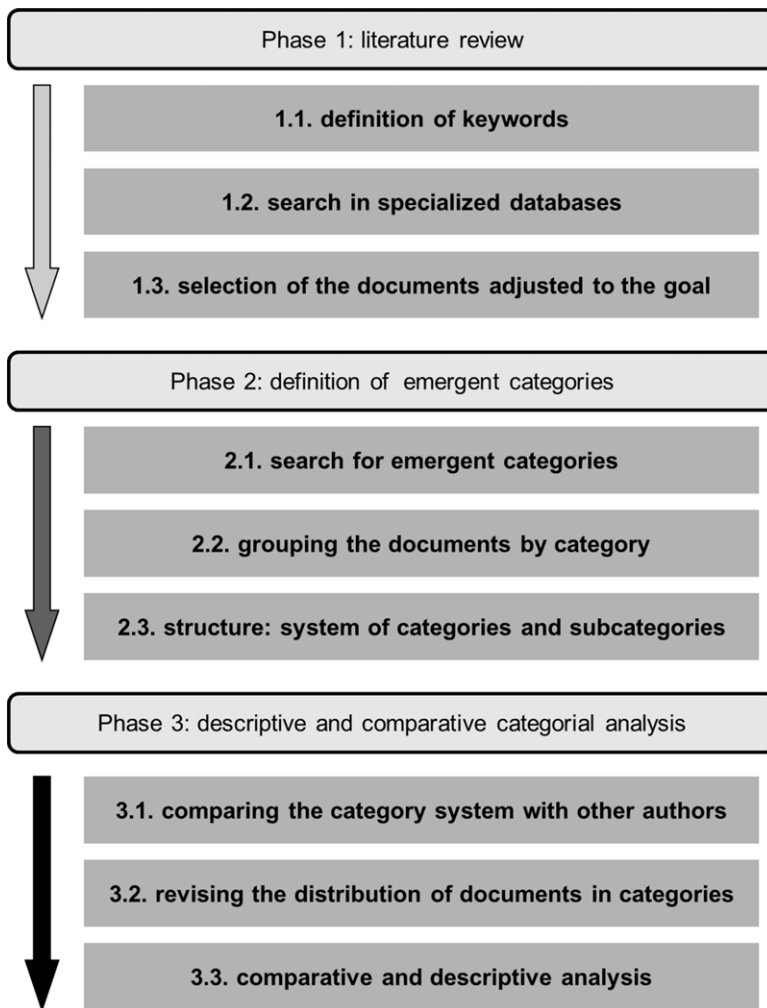 Phase 1: literature review
1.1. definition of keywords
1.2. search in specialized databases
1.3. selection of the documents adjusted to the goal
Phase 2: definition of emergent categories
2.1. search for emergent categories
2.2. grouping the documents by category
2.3. structure: system of categories and subcategories
Phase 3: descriptive and comparative categorial analysis
3.1. comparing the category system with other authors
3.2. revising the distribution of documents in categories
3.3. comparative and descriptive analysis